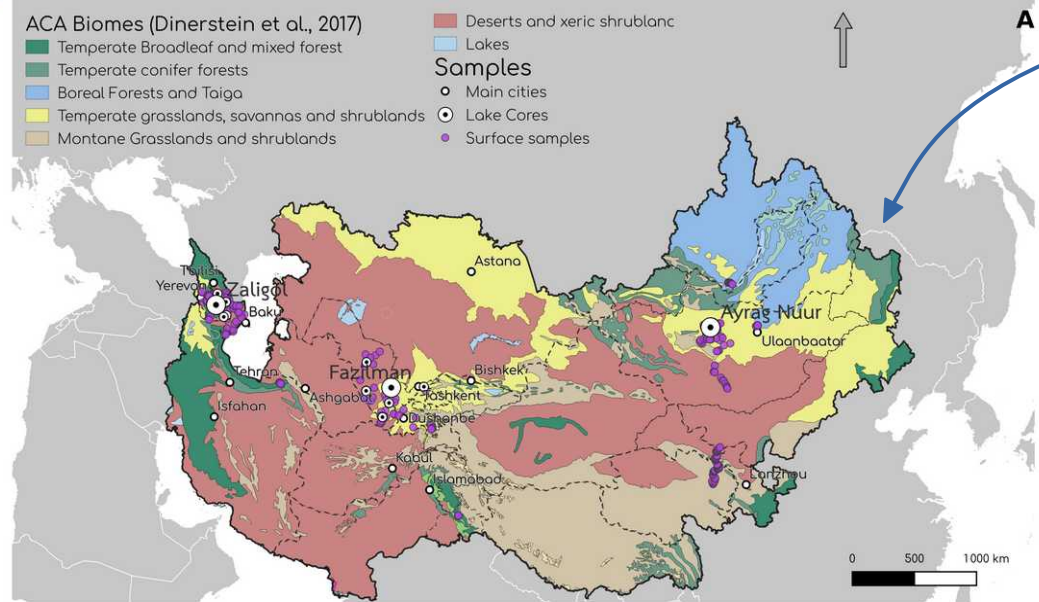 A
ACA Biomes (Dinerstein et al., 2017)
Temperate Broadleaf and mixed forest
Temperate conifer forests
Boreal Forests and Taiga
Temperate grasslands, savannas and shrublands
Montane Grasslands and shrublands
Deserts and xeric shrublanc
Lakes
Samples
Main cities
Lake Cores
Surface samples
Astana
Tbilisi
Yerevan
Zaligol
Baku
Ayrag Nuur
Ulaanbaatar
Tehran
Fazilman
Bishkek
Ashgabat
Tashkent
Isfahan
Dushanbe
Kabul
Islamabad
Lanzhou
0 500 1000 km